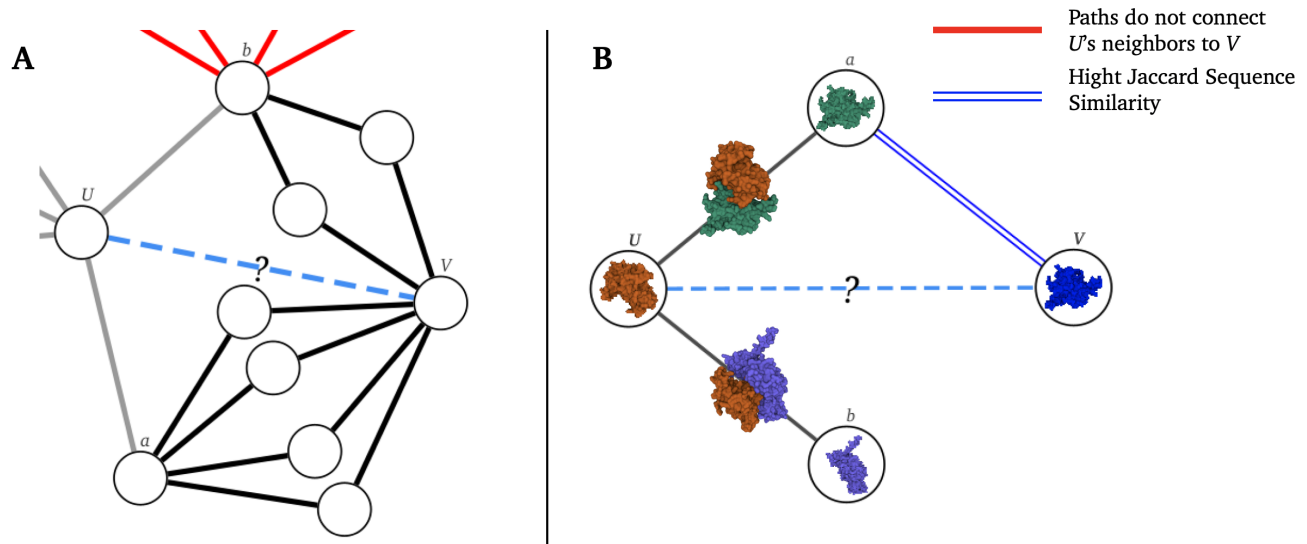 A
b
U
?
V
a
B
a
U
V
?
b
Paths do not connect
U's neighbors to V
Hight Jaccard Sequence
Similarity